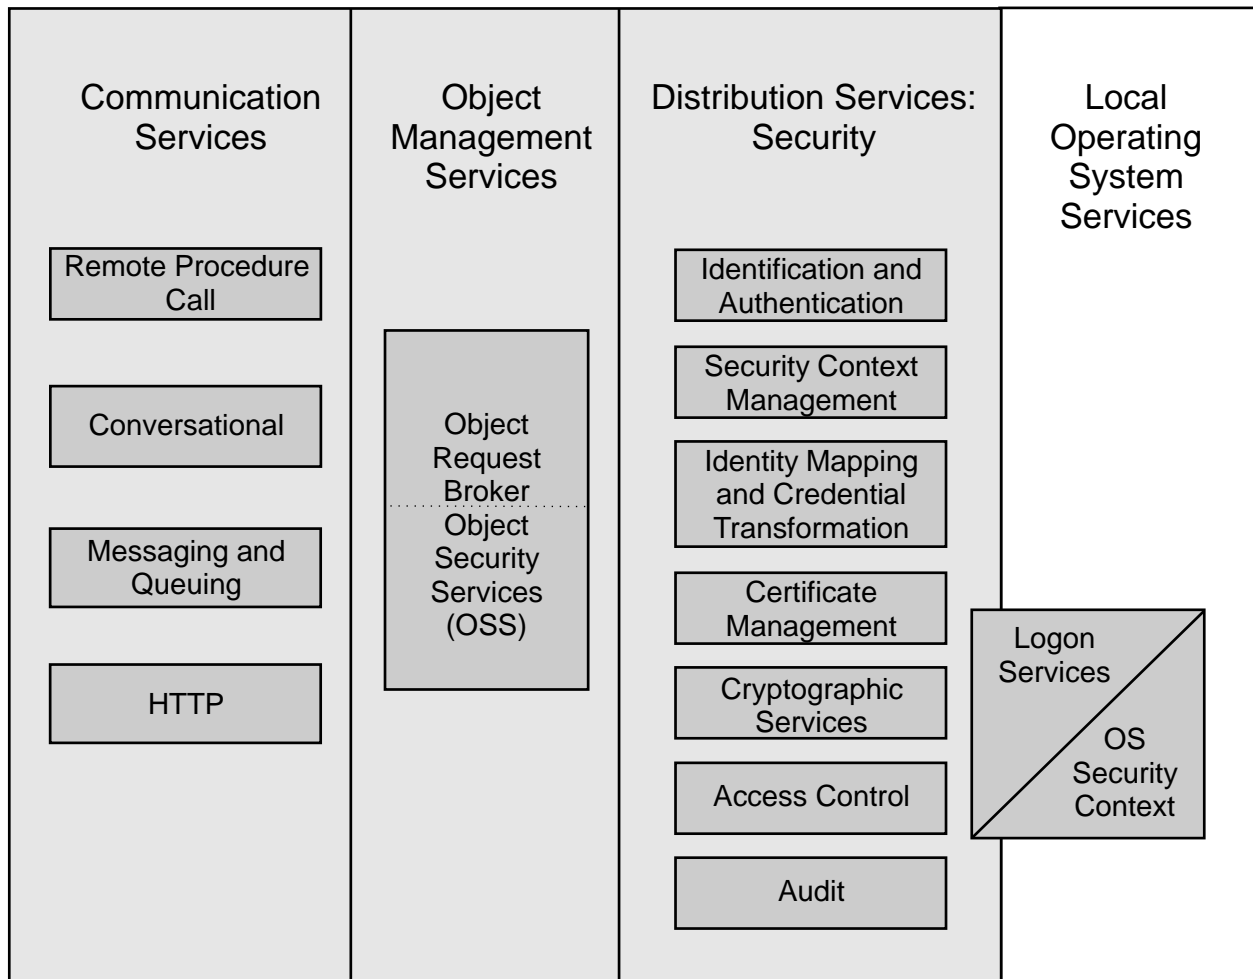 Communication
Services
Remote Procedure
Call
Conversational
Messaging and
Queuing
HTTP
Object
Management
Services
Object
Request
Broker
Object
Security
Services
(OSS)
Distribution Services:
Security
Identification and
Authentication
Security Context
Management
Identity Mapping
and Credential
Transformation
Certificate
Management
Cryptographic
Services
Access Control
Audit
Local
Operating
System
Services
Logon
Services
OS
Security
Context